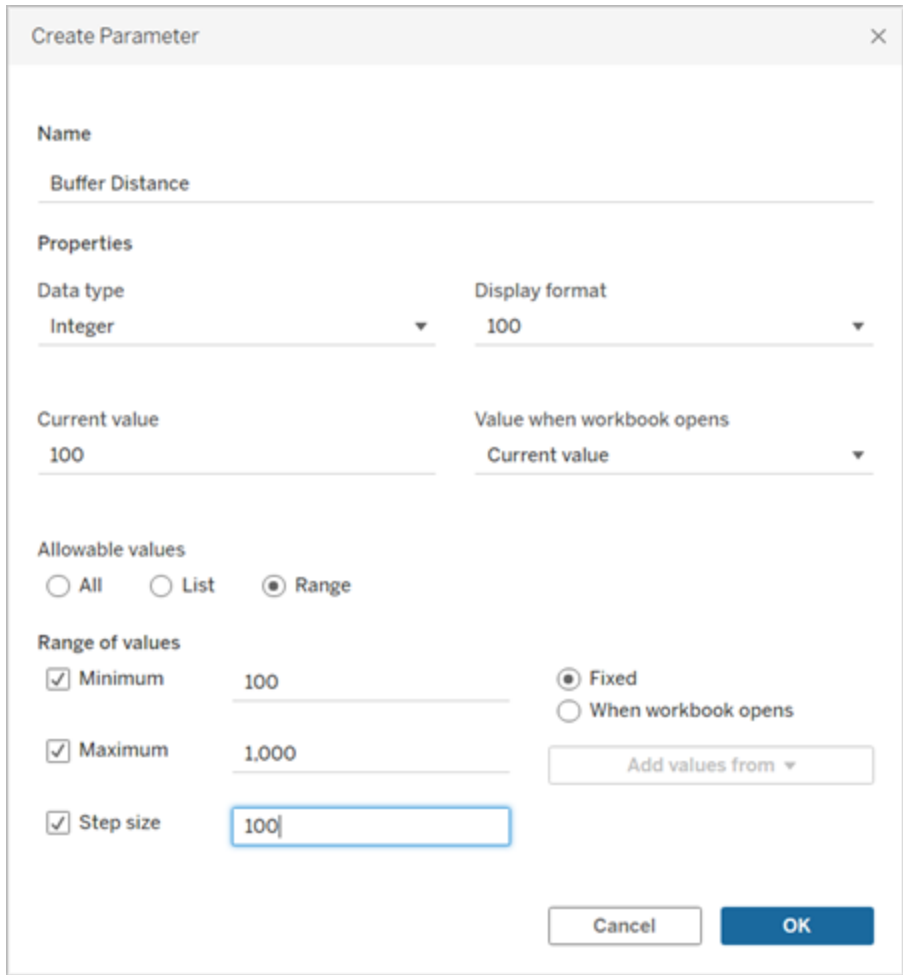 Create Parameter
Name
Buffer Distance
Properties
Data type Display format
Integer 100
Current value Value when workbook opens
100 Current value
Allowable values
All List Range
Range of values
Minimum 100 Fixed
When workbook opens
Maximum 1,000 Add values from
Step size 100
Cancel OK